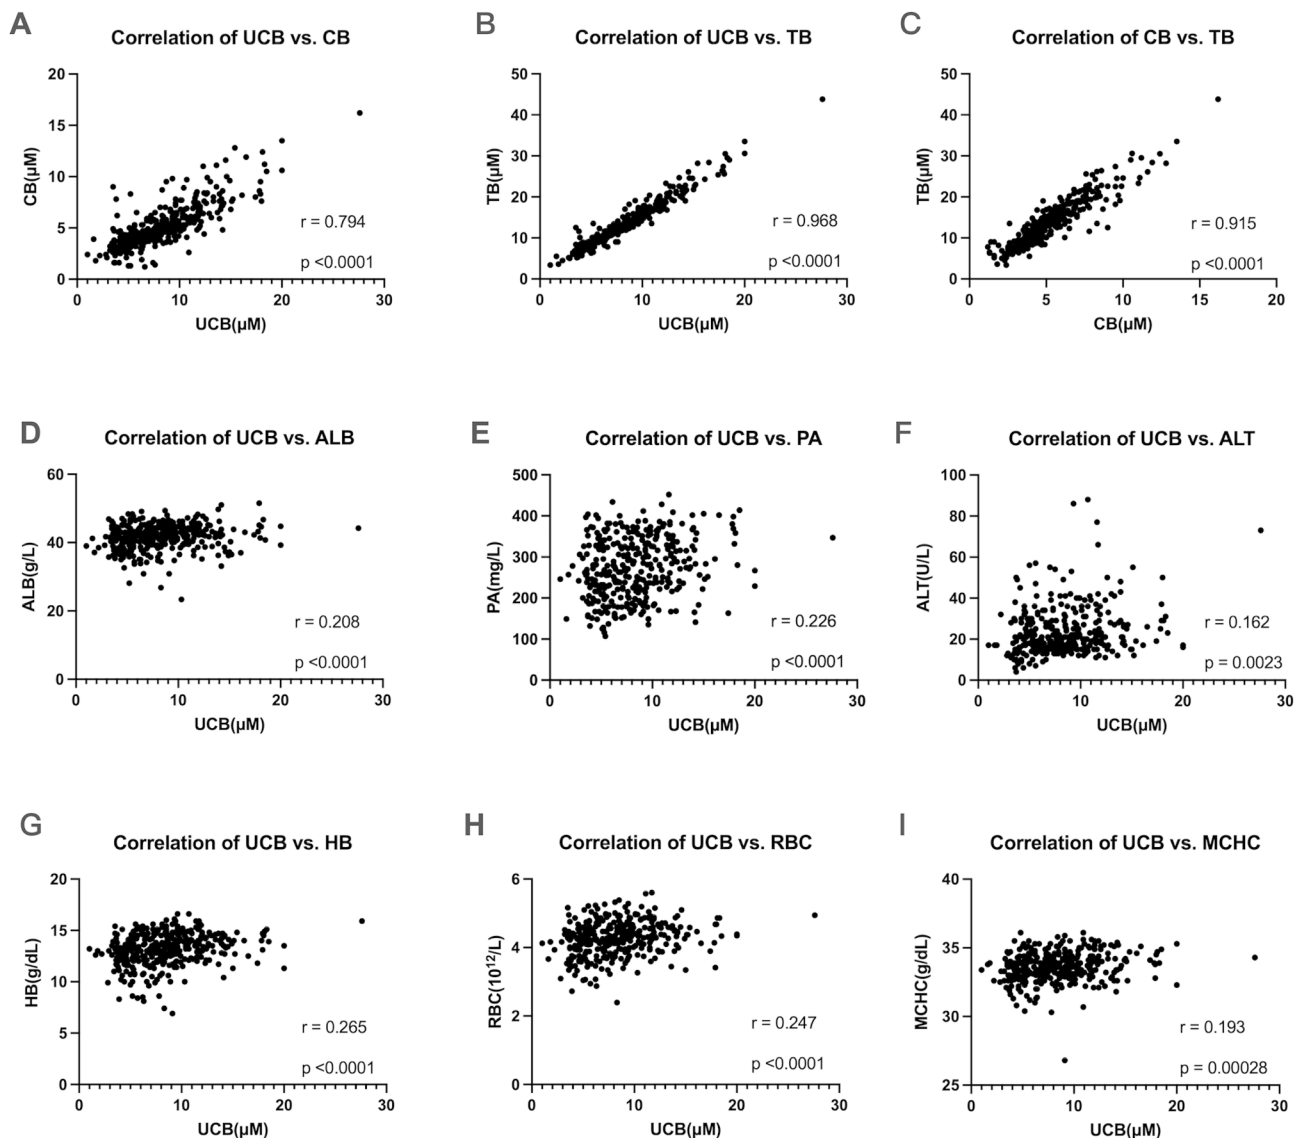 A
Correlation of UCB vs. CB
20
15
10
5
0
CB(μM)
0 10 20 30
UCB(μM)
r = 0.794
p <0.0001
B
Correlation of UCB vs. TB
50
40
30
20
10
0
TB(μM)
0 10 20 30
UCB(μM)
r = 0.968
p <0.0001
C
Correlation of CB vs. TB
50
40
30
20
10
0
TB(μM)
0 5 10 15 20
CB(μM)
r = 0.915
p <0.0001
D
Correlation of UCB vs. ALB
60
40
20
0
ALB(g/L)
0 10 20 30
UCB(μM)
r = 0.208
p <0.0001
E
Correlation of UCB vs. PA
500
400
300
200
100
0
PA(mg/L)
0 10 20 30
UCB(μM)
r = 0.226
p <0.0001
F
Correlation of UCB vs. ALT
100
80
60
40
20
0
ALT(U/L)
0 10 20 30
UCB(μM)
r = 0.162
p = 0.0023
G
Correlation of UCB vs. HB
20
15
10
5
0
HB(g/dL)
0 10 20 30
UCB(μM)
r = 0.265
p <0.0001
H
Correlation of UCB vs. RBC
6
4
2
0
RBC(10¹²/L)
0 10 20 30
UCB(μM)
r = 0.247
p <0.0001
I
Correlation of UCB vs. MCHC
40
35
30
25
MCHC(g/dL)
0 10 20 30
UCB(μM)
r = 0.193
p = 0.00028